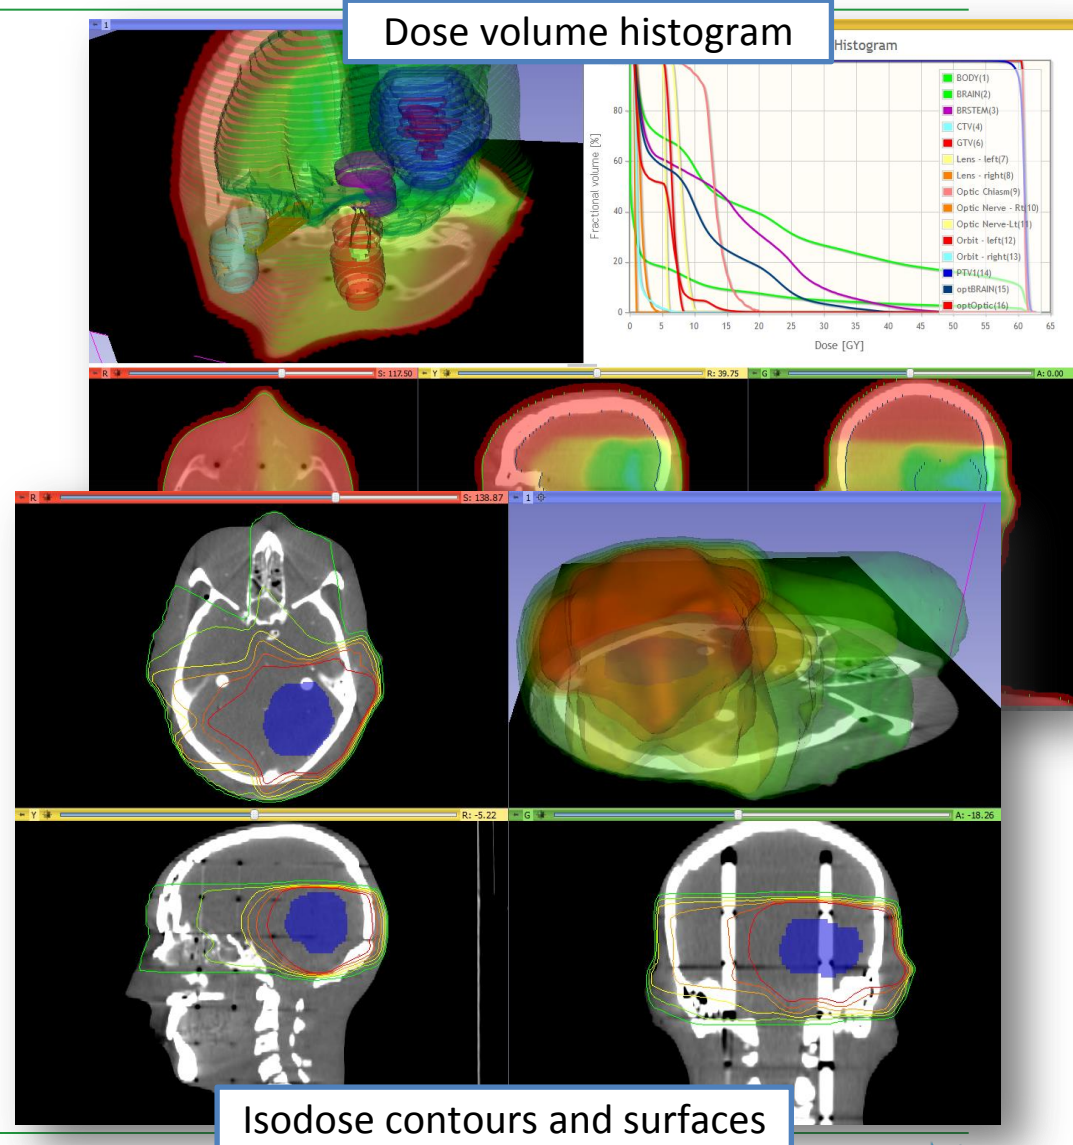 Dose volume histogram
1
Histogram
Fractional volume [%]
80
60
40
20
0
0 5 10 15 20 25 30 35 40 45 50 55 60 65
Dose [GY]
BODY(1)
BRAIN(2)
BRSTEM(3)
CTV(4)
GTV(6)
Lens - left(7)
Lens - right(8)
Optic Chiasm(9)
Optic Nerve - Rt(10)
Optic Nerve-Lt(11)
Orbit - left(12)
Orbit - right(13)
PTV1(14)
optBRAIN(15)
optOptic(16)
R S: 117.50
Y R: 39.75
G A: 0.00
R S: 138.87
1
Y R: -5.22
G A: -18.26
Isodose contours and surfaces